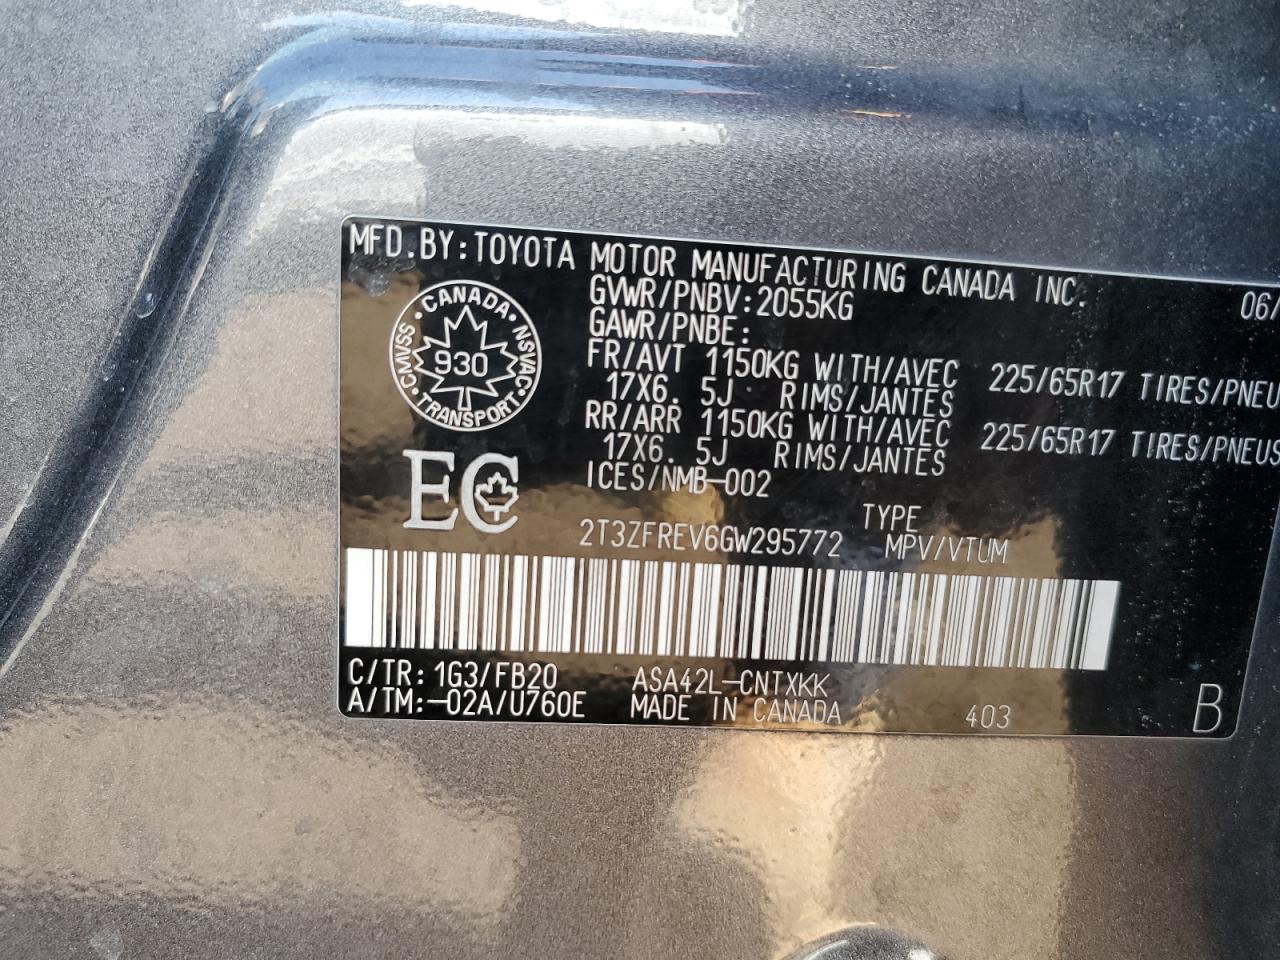 MFD.BY:TOYOTA MOTOR MANUFACTURING CANADA INC. 06/
GVWR/PNBV:2055KG
GAWR/PNBE:
FR/AVT 1150KG WITH/AVEC 225/65R17 TIRES/PNEU
17X6. 5J RIMS/JANTES
RR/ARR 1150KG WITH/AVEC 225/65R17 TIRES/PNEUS
17X6. 5J RIMS/JANTES
ICES/NMB-002
· CANADA ·
CMVSS 930 NSVAC
· TRANSPORT ·
EC
TYPE
2T3ZFREV6GW295772 MPV/VTUM
C/TR: 1G3/FB20 ASA42L-CNTXKK
A/TM:-02A/U760E MADE IN CANADA 403
B